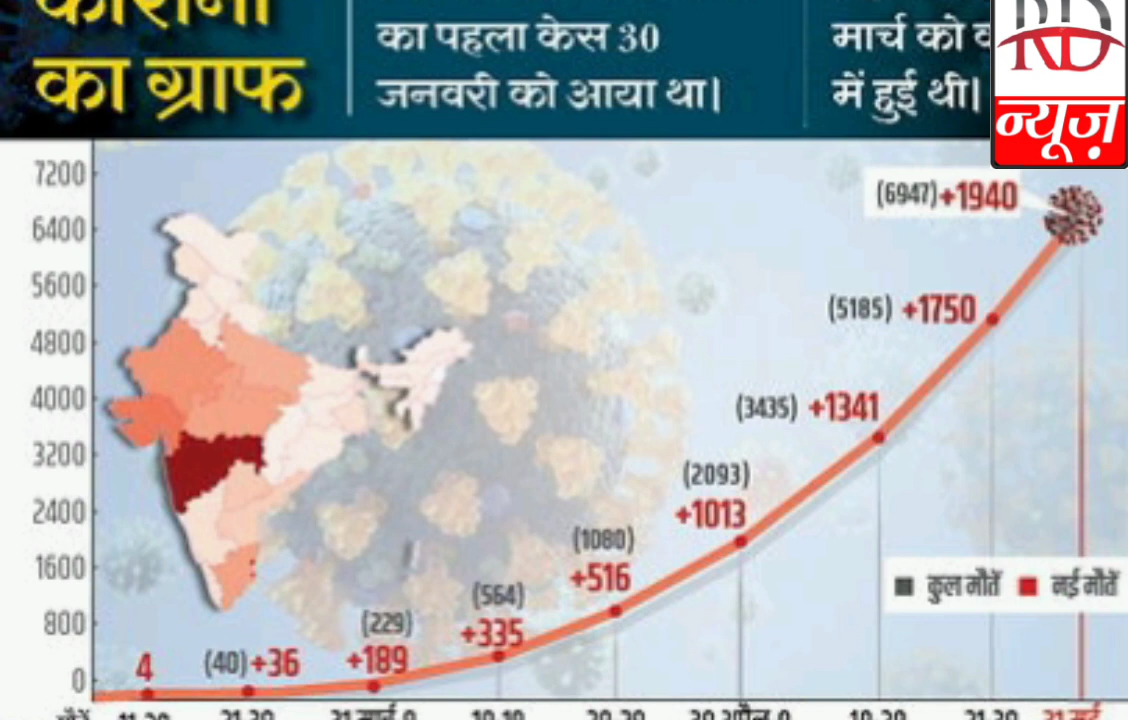 कोरोना
का ग्राफ
का पहला केस 30
जनवरी को आया था|
मार्च को
में हुई थी|
RD
न्यूज़
7200
6400
5600
4800
4000
3200
2400
1600
800
0
(6947)+1940
(5185) +1750
(3435) +1341
(2093)
+1013
(1080)
+516
(564)
+335
(229)
+189
(40)+36
4
कुल मौतें
नई मौतें